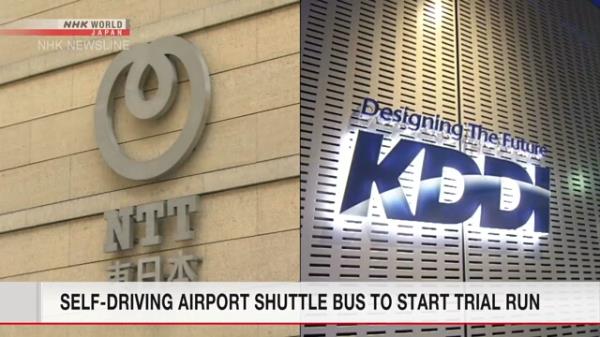 NHK WORLD
JAPAN
NHK NEWSLINE
NTT
東日本
Designing The Future
KDDI
SELF-DRIVING AIRPORT SHUTTLE BUS TO START TRIAL RUN